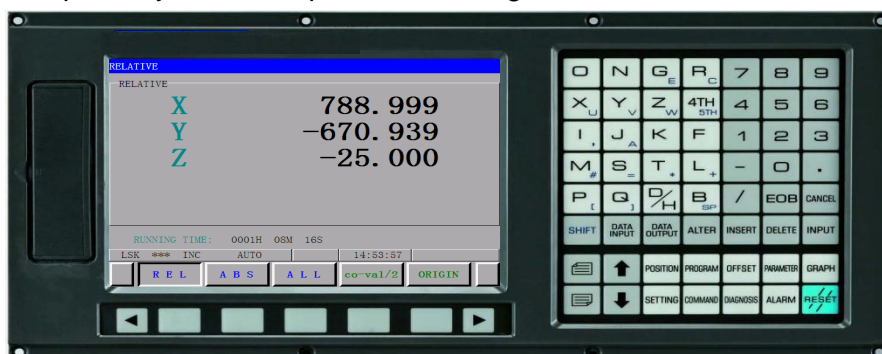 RELATIVE
RELATIVE
X 788.999
Y -670.939
Z -25.000
RUNNING TIME: 0001H 08M 16S
LSK *** INC AUTO 14:53:57
REL ABS ALL co-val/2 ORIGIN
O N G E R C 7 8 9
X U Y V Z W 4TH 5TH 4 5 6
I , J A K F 1 2 3
M # S = T * L + - 0 .
P [ Q ] D/H B SP / EOB CANCEL
SHIFT DATA INPUT DATA OUTPUT ALTER INSERT DELETE INPUT
POSITION PROGRAM OFFSET PARAMETER GRAPH
SETTING COMMAND DIAGNOSIS ALARM RESET